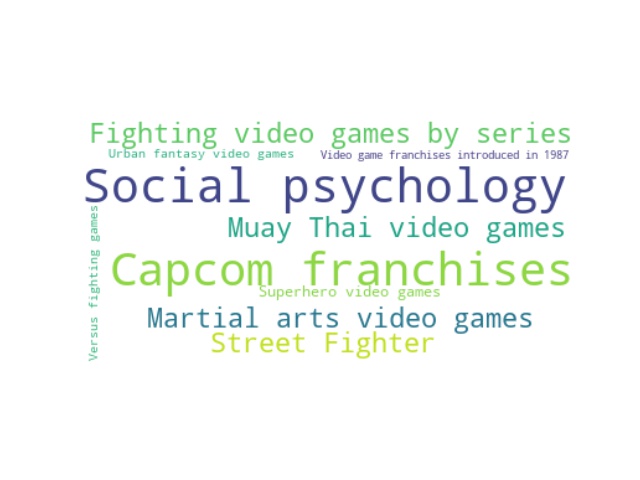 Fighting video games by series
Urban fantasy video games
Video game franchises introduced in 1987
Social psychology
Versus fighting games
Muay Thai video games
Capcom franchises
Superhero video games
Martial arts video games
Street Fighter